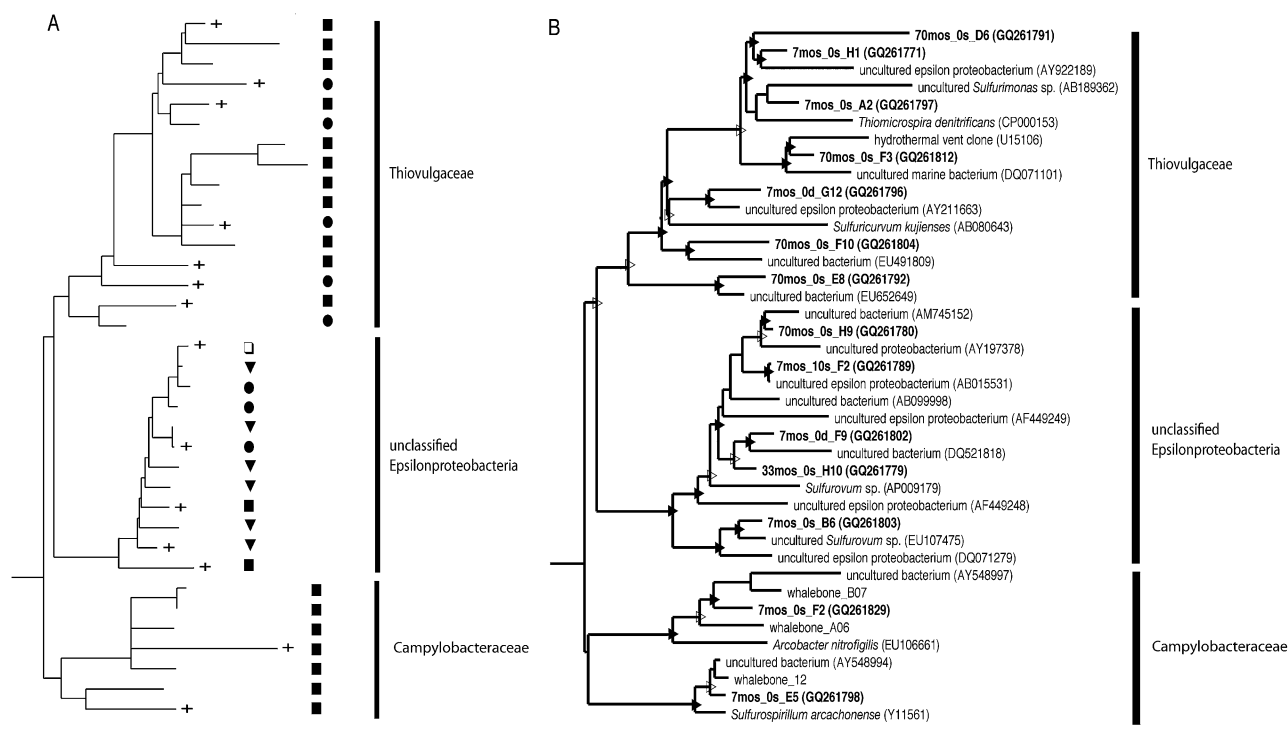 A
Thiovulgaceae
unclassified
Epsilonproteobacteria
Campylobacteraceae
B
70mos_0s_D6 (GQ261791)
7mos_0s_H1 (GQ261771)
uncultured epsilon proteobacterium (AY922189)
uncultured Sulfurimonas sp. (AB189362)
7mos_0s_A2 (GQ261797)
Thiomicrospira denitrificans (CP000153)
hydrothermal vent clone (U15106)
70mos_0s_F3 (GQ261812)
uncultured marine bacterium (DQ071101)
7mos_0d_G12 (GQ261796)
uncultured epsilon proteobacterium (AY211663)
Sulfuricurvum kujienses (AB080643)
70mos_0s_F10 (GQ261804)
uncultured bacterium (EU491809)
70mos_0s_E8 (GQ261792)
uncultured bacterium (EU652649)
Thiovulgaceae
uncultured bacterium (AM745152)
70mos_0s_H9 (GQ261780)
uncultured proteobacterium (AY197378)
7mos_10s_F2 (GQ261789)
uncultured epsilon proteobacterium (AB015531)
uncultured bacterium (AB099998)
uncultured epsilon proteobacterium (AF449249)
7mos_0d_F9 (GQ261802)
uncultured bacterium (DQ521818)
33mos_0s_H10 (GQ261779)
Sulfurovum sp. (AP009179)
uncultured epsilon proteobacterium (AF449248)
7mos_0s_B6 (GQ261803)
uncultured Sulfurovum sp. (EU107475)
uncultured epsilon proteobacterium (DQ071279)
unclassified
Epsilonproteobacteria
uncultured bacterium (AY548997)
whalebone_B07
7mos_0s_F2 (GQ261829)
whalebone_A06
Arcobacter nitrofigilis (EU106661)
uncultured bacterium (AY548994)
whalebone_12
7mos_0s_E5 (GQ261798)
Sulfurospirillum arcachonense (Y11561)
Campylobacteraceae